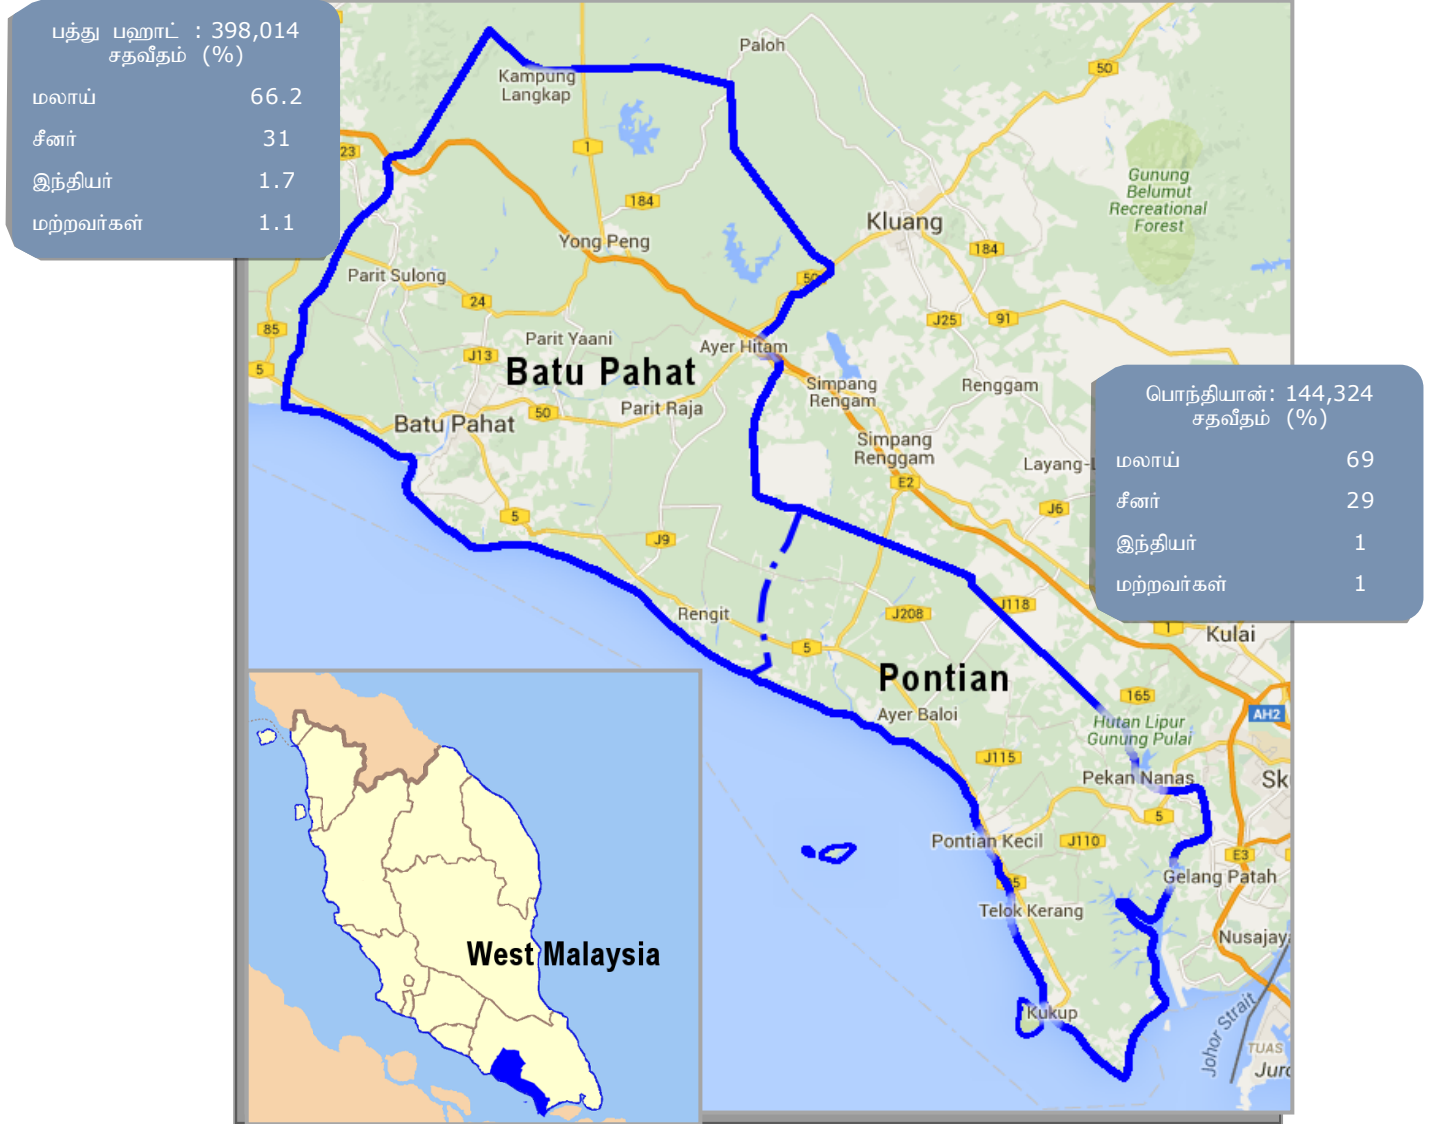 பத்து பஹாட் : 398,014
சதவீதம் (%)
மலாய் 66.2
சீனர் 31
இந்தியர் 1.7
மற்றவர்கள் 1.1
Paloh
Kampung
Langkap
50
23
1
184
Gunung
Belumut
Recreational
Forest
Kluang
Yong Peng
184
Parit Sulong
50
24
J25
91
85
Parit Yaani
Ayer Hitam
J13
5
Batu Pahat
Simpang
Rengam
Renggam
Parit Raja
50
Batu Pahat
பொந்தியான்: 144,324
சதவீதம் (%)
மலாய் 69
சீனர் 29
இந்தியர் 1
மற்றவர்கள் 1
Simpang
Renggam
Layang-L
E2
J6
5
J9
J118
Rengit
J208
1
Kulai
5
Pontian
165
Ayer Baloi
AH2
Hutan Lipur
Gunung Pulai
J115
Pekan Nanas
Sk
5
Pontian Kecil
J110
E3
Gelang Patah
5
Telok Kerang
Nusajaya
West Malaysia
Kukup
Johor Strait
TUAS
Juro